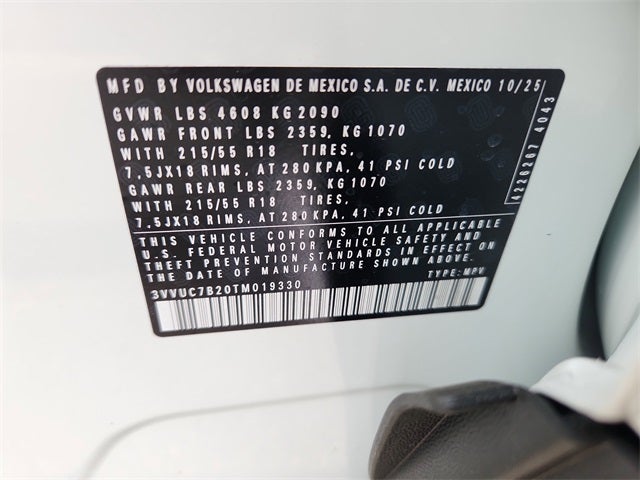 MFD BY VOLKSWAGEN DE MEXICO S.A. DE C.V. MEXICO 10/25
GVWR LBS 4608 KG 2090
GAWR FRONT LBS 2359, KG 1070
WITH 215/55 R18 TIRES,
7,5JX18 RIMS, AT 280 KPA, 41 PSI COLD
GAWR REAR LBS 2359, KG 1070
WITH 215/55 R18 TIRES,
7,5JX18 RIMS, AT 280 KPA, 41 PSI COLD
4226267 4043
THIS VEHICLE CONFORMS TO ALL APPLICABLE
U.S. FEDERAL MOTOR VEHICLE SAFETY AND
THEFT PREVENTION STANDARDS IN EFFECT ON
THE DATE OF MANUFACTURE SHOWN ABOVE.
3VVUC7B20TM019330 TYPE: MPV